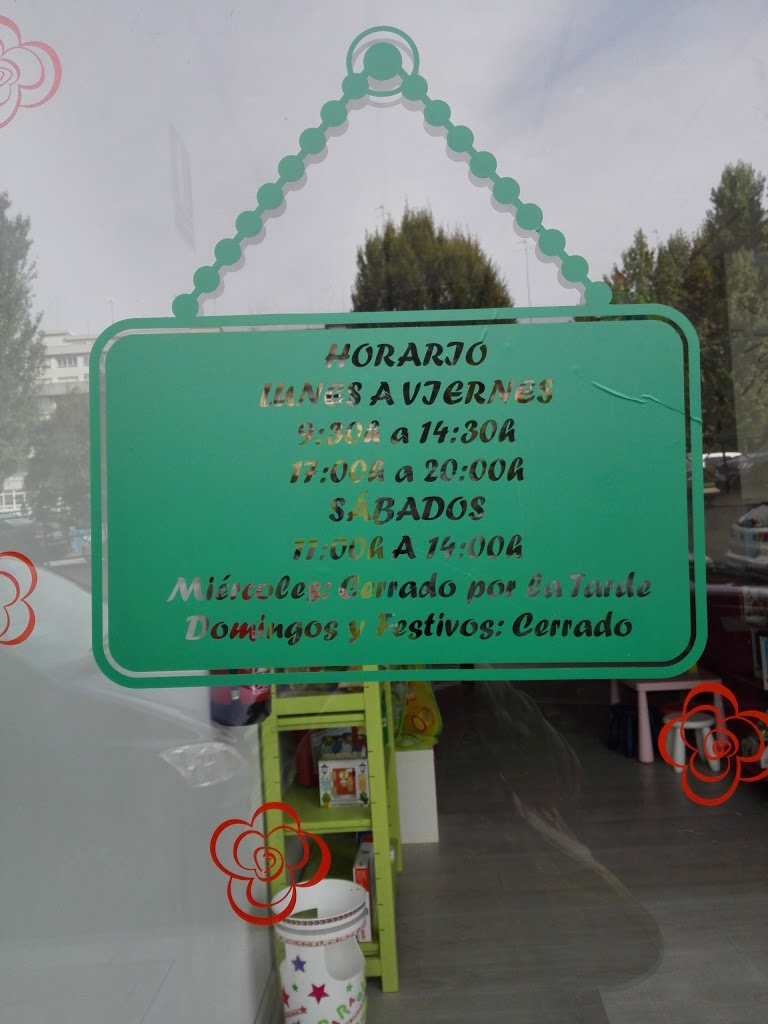 HORARIO
LUNES A VIERNES
9:30h a 14:30h
17:00h a 20:00h
SÁBADOS
11:00h A 14:00h
Miércoles: Cerrado por la Tarde
Domingos y Festivos: Cerrado